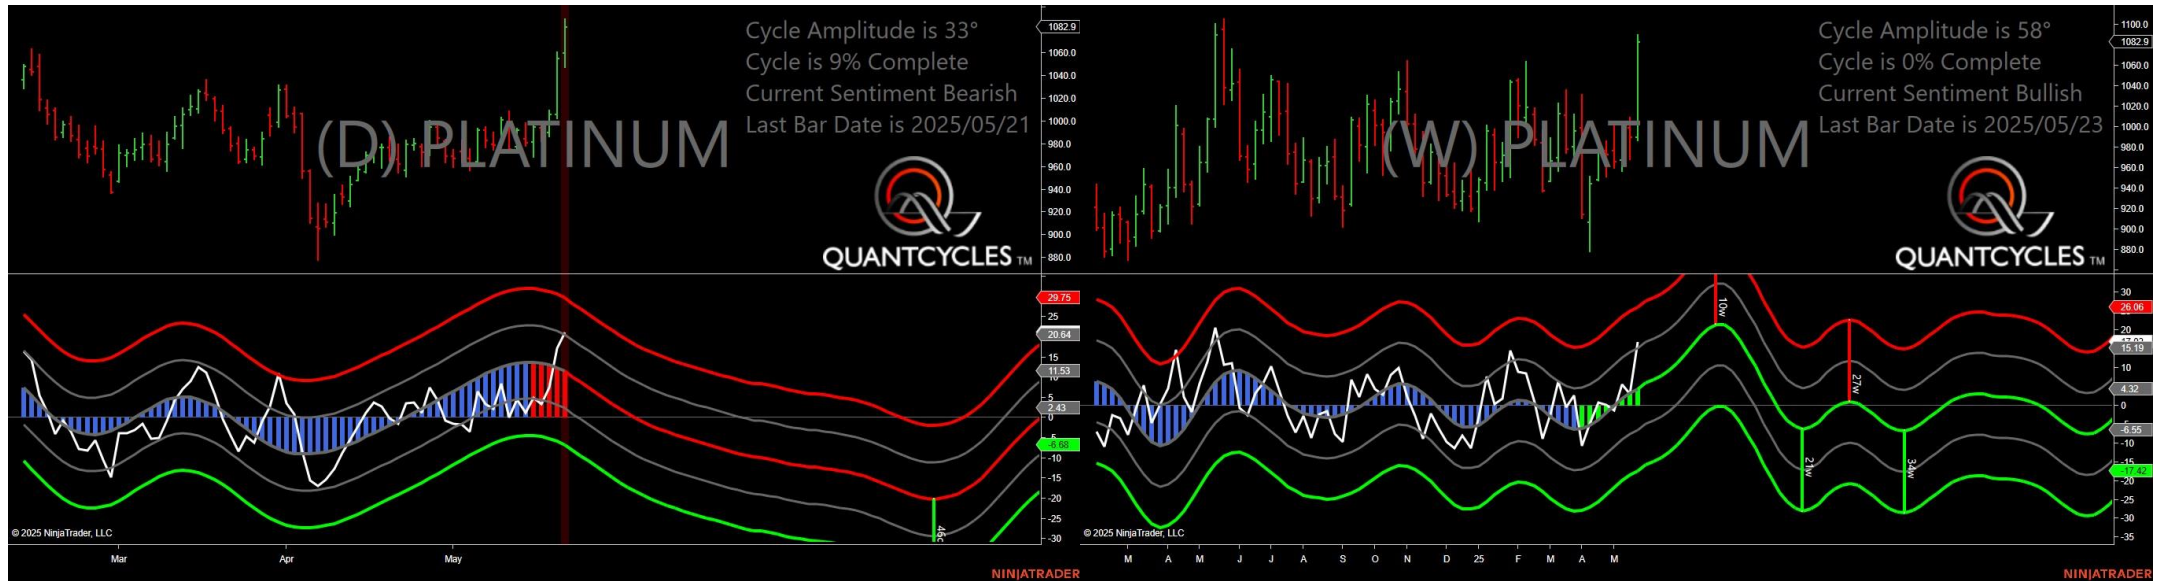 Cycle Amplitude is 33°
Cycle is 9% Complete
Current Sentiment Bearish
Last Bar Date is 2025/05/21
(D) PLATINUM
QUANTCYCLES TM
1082.9
1060.0
1040.0
1020.0
1000.0
980.0
960.0
940.0
920.0
900.0
880.0
29.75
25
20.64
15
11.53
2.43
0
-6.68
-10
-15
-20
-25
-30
46d
© 2025 NinjaTrader, LLC
Mar
Apr
May
NINJATRADER
Cycle Amplitude is 58°
Cycle is 0% Complete
Current Sentiment Bullish
Last Bar Date is 2025/05/23
(W) PLATINUM
QUANTCYCLES TM
1100.0
1082.9
1060.0
1040.0
1020.0
1000.0
980.0
960.0
940.0
920.0
900.0
880.0
30
26.06
20
15.19
10
4.32
0
-6.55
-10
-17.42
-20
-25
-30
-35
10w
27w
21w
34w
© 2025 NinjaTrader, LLC
M A M J J A S O N D 25 F M A M
NINJATRADER